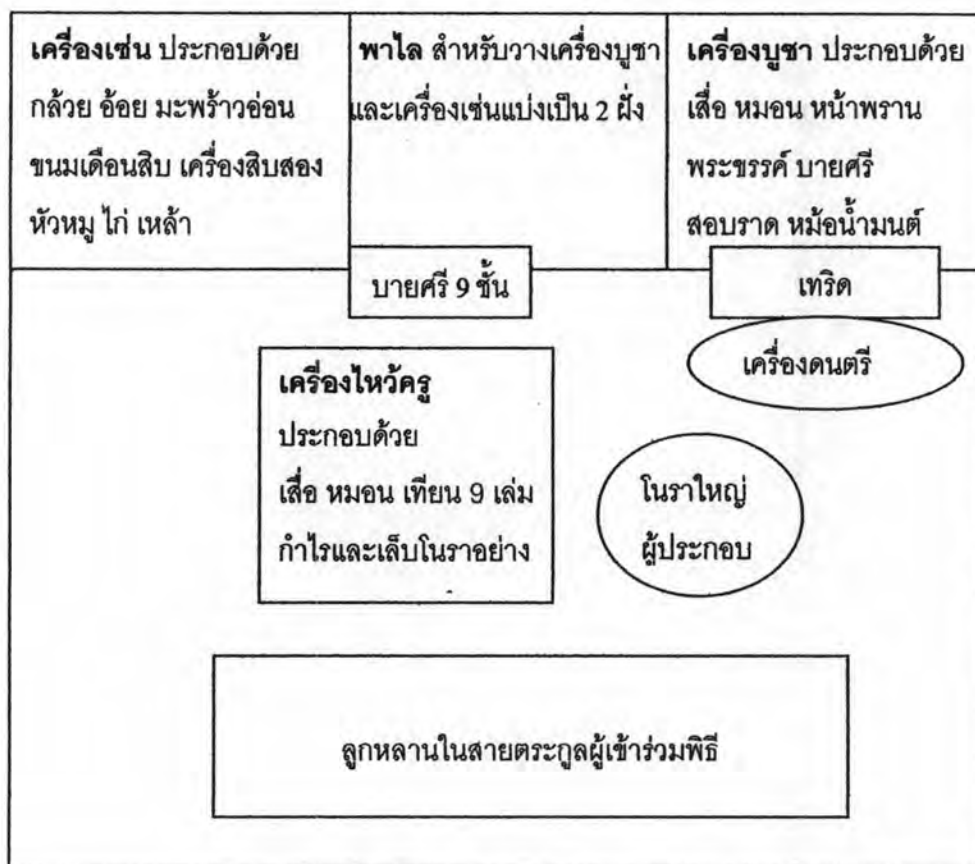 เครื่องเซ่น ประกอบด้วย
กล้วย อ้อย มะพร้าวอ่อน
ขนมเดือนสิบ เครื่องสิบสอง
หัวหมู ไก่ เหล้า
พาไล สำหรับวางเครื่องบูชา
และเครื่องเซ่นแบ่งเป็น 2 ฝั่ง
เครื่องบูชา ประกอบด้วย
เสื่อ หมอน หน้าพราน
พระขรรค์ บายศรี
สอบราด หม้อน้ำมนต์
บายศรี 9 ชั้น
เทริด
เครื่องดนตรี
เครื่องไหว้ครู
ประกอบด้วย
เสื่อ หมอน เทียน 9 เล่ม
กำไรและเล็บโนราอย่าง
โนราใหญ่
ผู้ประกอบ
ลูกหลานในสายตระกูลผู้เข้าร่วมพิธี